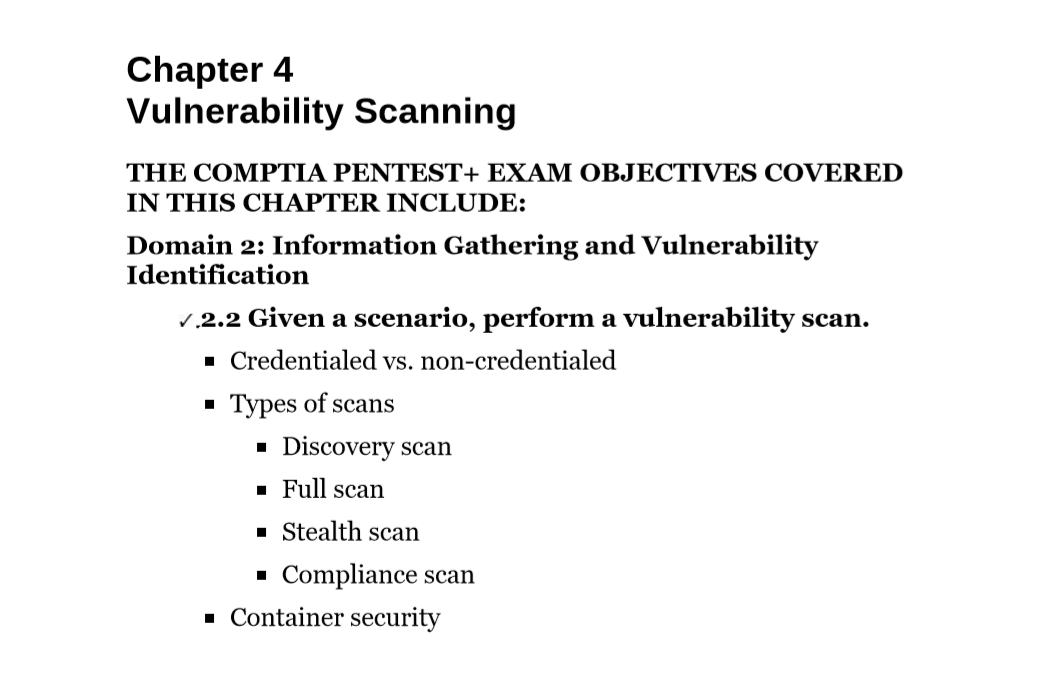 Chapter 4
Vulnerability Scanning
THE COMPTIA PENTEST+ EXAM OBJECTIVES COVERED
IN THIS CHAPTER INCLUDE:
Domain 2: Information Gathering and Vulnerability
Identification
✓.2.2 Given a scenario, perform a vulnerability scan.
▪ Credentialed vs. non-credentialed
▪ Types of scans
▪ Discovery scan
▪ Full scan
▪ Stealth scan
▪ Compliance scan
▪ Container security